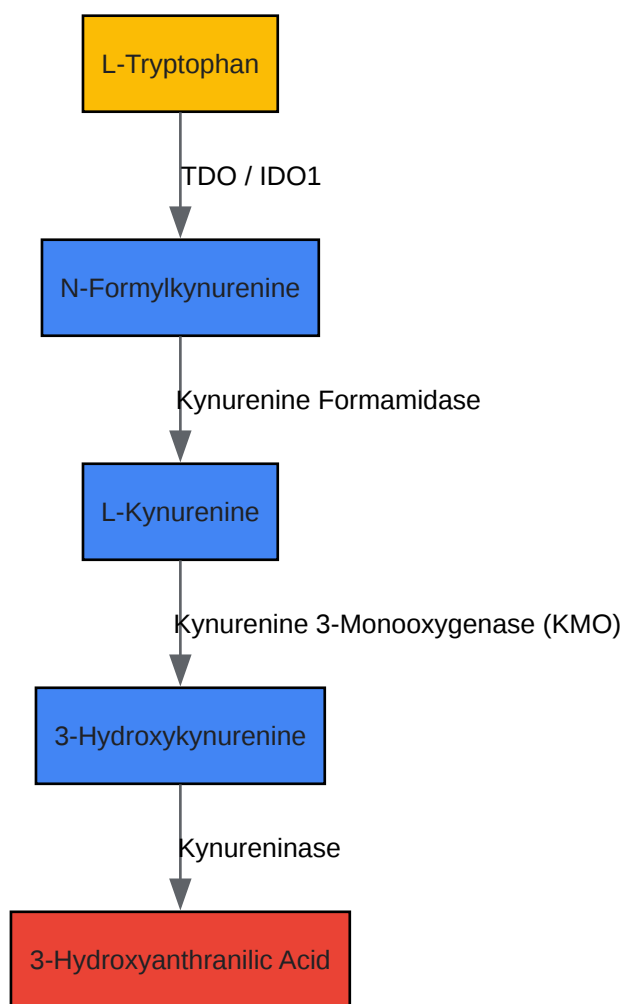 L-Tryptophan
TDO / IDO1
N-Formylkynurenine
Kynurenine Formamidase
L-Kynurenine
Kynurenine 3-Monooxygenase (KMO)
3-Hydroxykynurenine
Kynureninase
3-Hydroxyanthranilic Acid